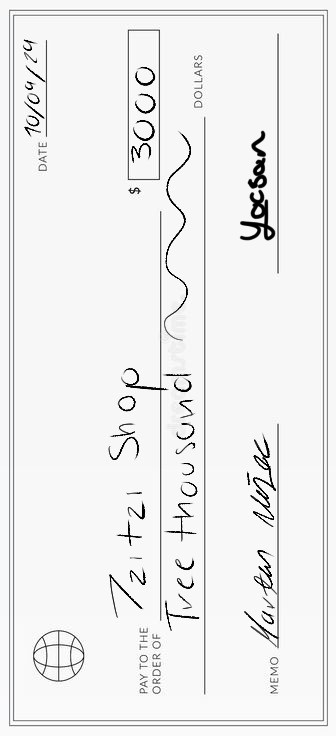 DATE 10/09/24
PAY TO THE
ORDER OF Tzitzi Shop $ 3000
Tree thousand DOLLARS
MEMO
Yocsan